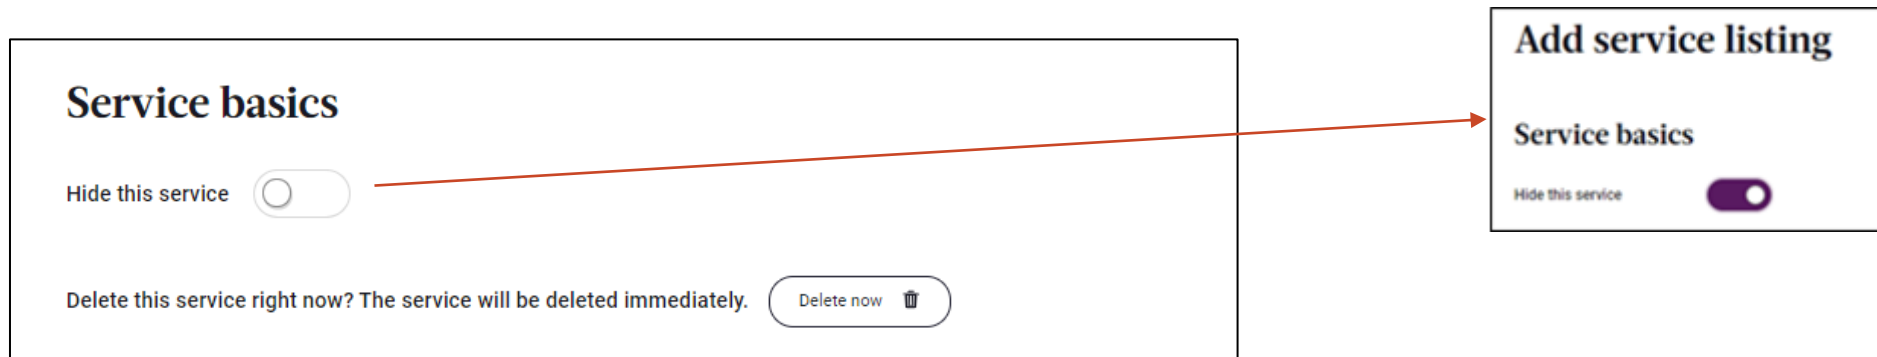 Service basics
Hide this service
Delete this service right now? The service will be deleted immediately.
Delete now
Add service listing
Service basics
Hide this service